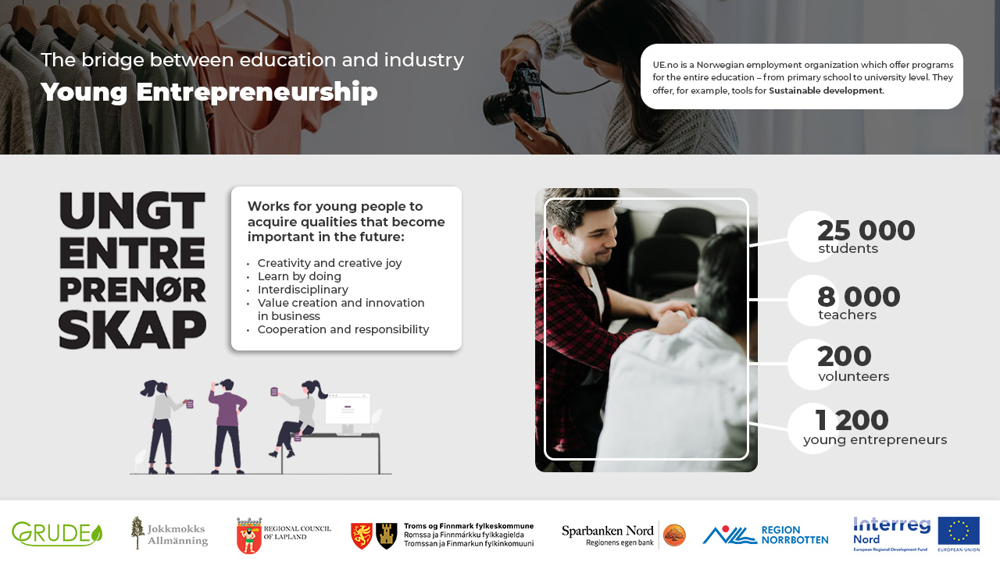 The bridge between education and industry
Young Entrepreneurship
UE.no is a Norwegian employment organization which offer programs
for the entire education – from primary school to university level. They
offer, for example, tools for Sustainable development.
UNGT
ENTRE
PRENØR
SKAP
Works for young people to
acquire qualities that become
important in the future:
• Creativity and creative joy
• Learn by doing
• Interdisciplinary
• Value creation and innovation
in business
• Cooperation and responsibility
25 000
students
8 000
teachers
200
volunteers
1 200
young entrepreneurs
GRUDE
Jokkmokks
Allmänning
REGIONAL COUNCIL
OF LAPLAND
Troms og Finnmark fylkeskommune
Romssa ja Finnmárkku fylkkagielda
Tromssan ja Finmarkun fylkinkomuuni
Sparbanken Nord
Regionens egen bank
REGION
NORRBOTTEN
Interreg
Nord
European Regional Development Fund
EUROPEAN UNION